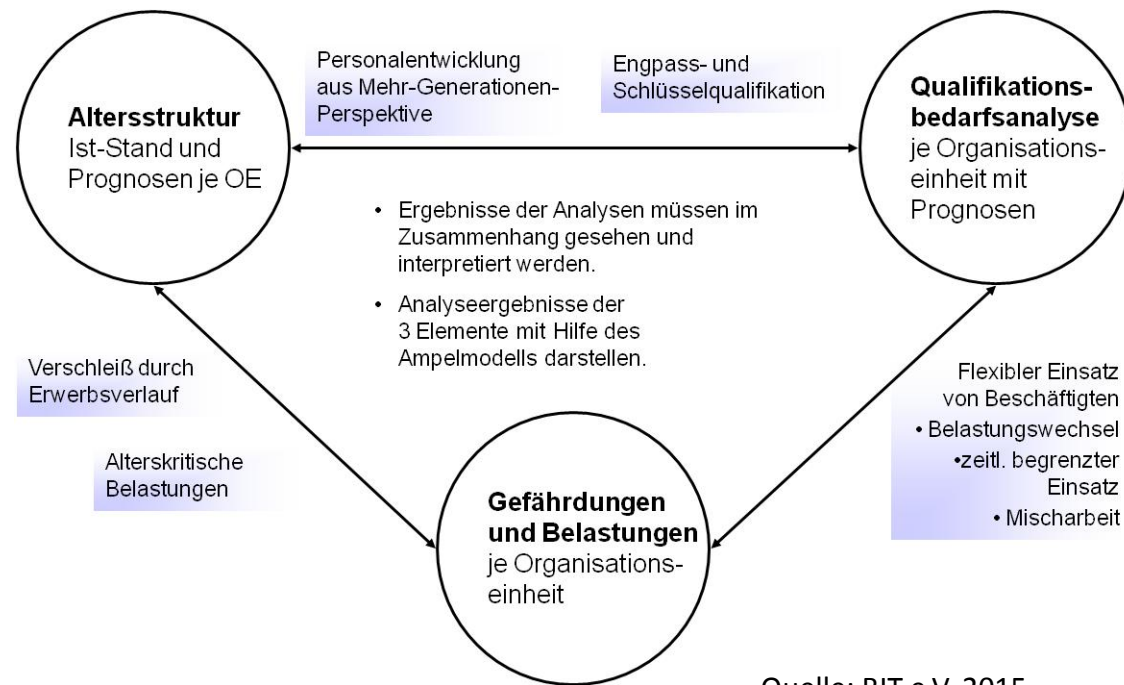 Personalentwicklung
aus Mehr-Generationen-
Perspektive
Engpass- und
Schlüsselqualifikation
Altersstruktur
Ist-Stand und
Prognosen je OE
Qualifikations-
bedarfsanalyse
je Organisations-
einheit mit
Prognosen
• Ergebnisse der Analysen müssen im
Zusammenhang gesehen und
interpretiert werden.
• Analyseergebnisse der
3 Elemente mit Hilfe des
Ampelmodells darstellen.
Verschleiß durch
Erwerbsverlauf
Alterskritische
Belastungen
Flexibler Einsatz
von Beschäftigten
• Belastungswechsel
•zeitl. begrenzter
Einsatz
• Mischarbeit
Gefährdungen
und Belastungen
je Organisations-
einheit
Quelle: BIT e.V. 2015